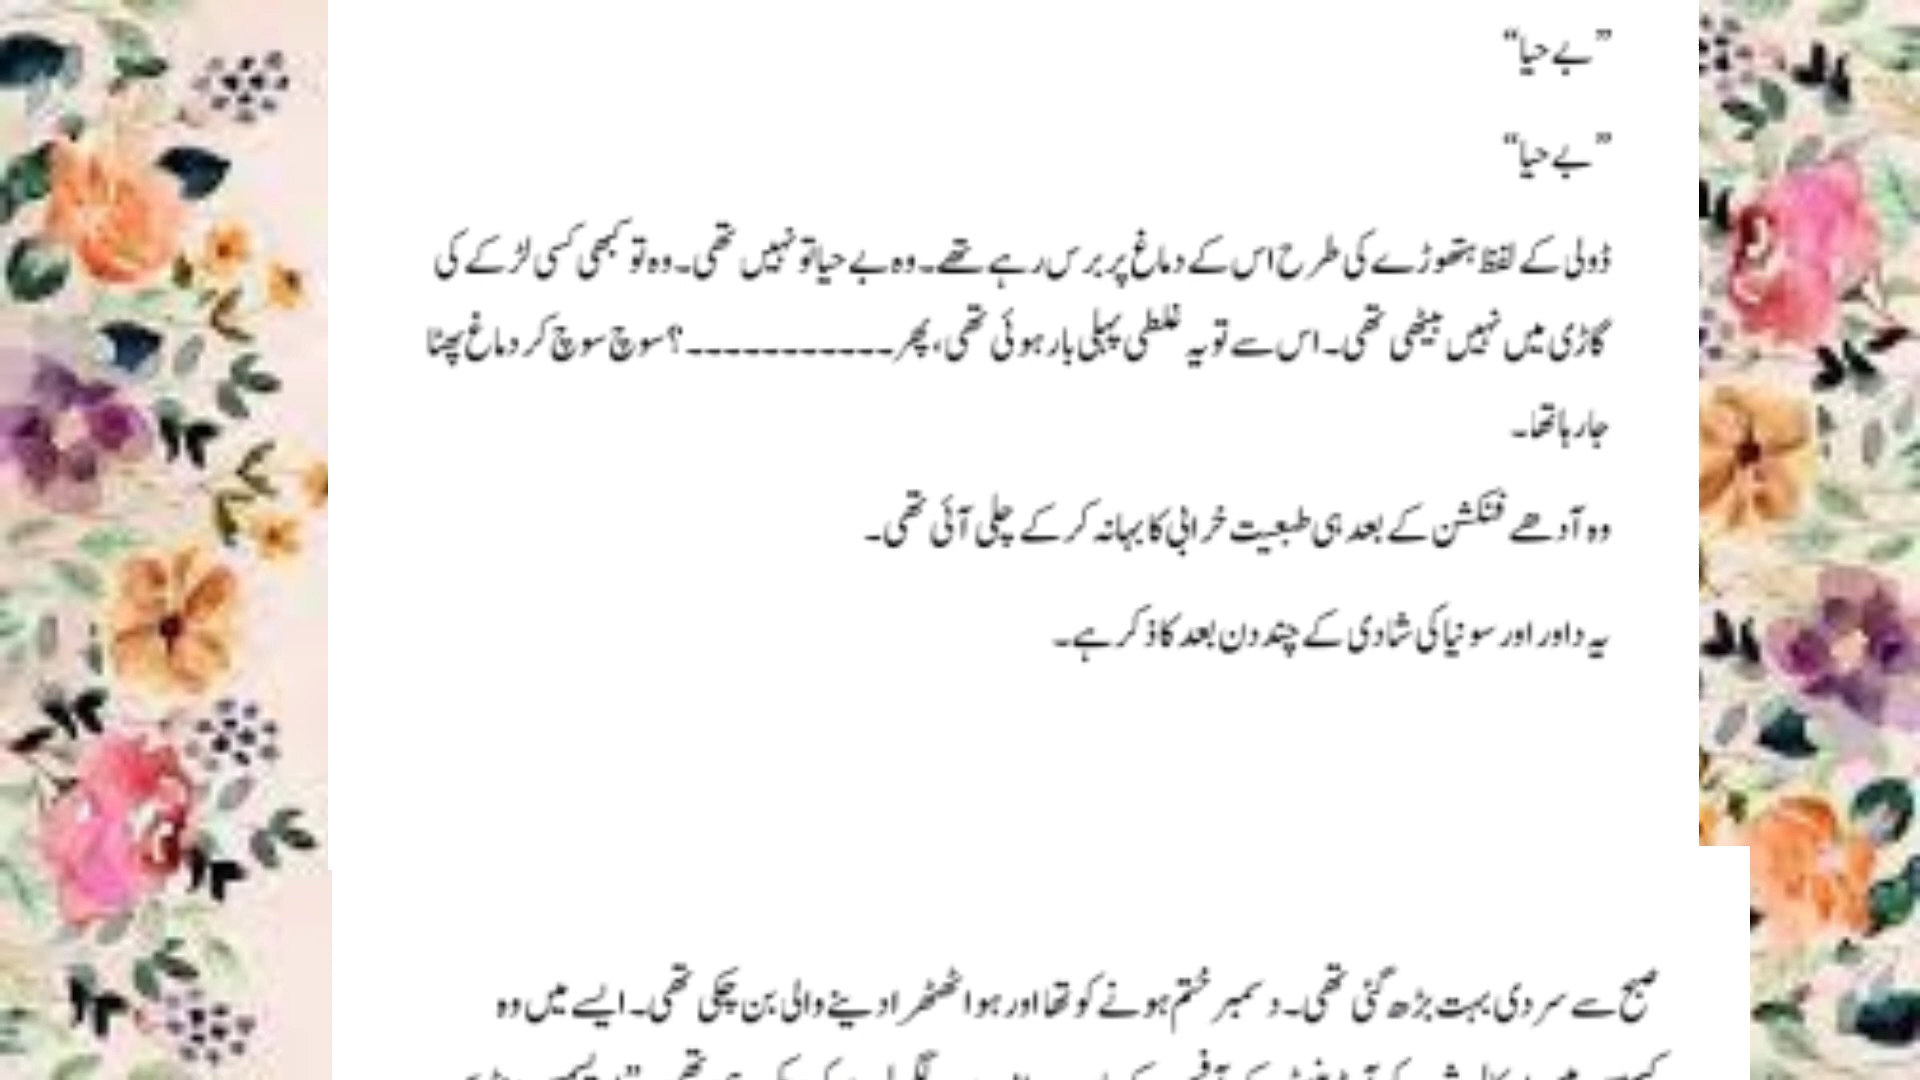 ”بے حیا“
”بے حیا“
ڈولی کے لفظ ہتھوڑے کی طرح اس کے دماغ پر برس رہے تھے۔ وہ بے حیا تو نہیں تھی۔ وہ تو کبھی کسی لڑکے کی
گاڑی میں نہیں بیٹھی تھی۔ اس سے تو یہ غلطی پہلی بار ہوئی تھی، پھر ۔۔۔۔۔۔۔۔۔۔۔۔؟ سوچ سوچ کر دماغ پھٹا
جارہا تھا۔
وہ آدھے فنکشن کے بعد ہی طبعیت خرابی کا بہانہ کر کے چلی آئی تھی۔
یہ داور اور سونیا کی شادی کے چند دن بعد کا ذکر ہے۔
صبح سے سردی بہت بڑھ گئی تھی۔ دسمبر ختم ہونے کو تھا اور ہوا ٹھٹھرا دینے والی بن چکی تھی۔ ایسے میں وہ